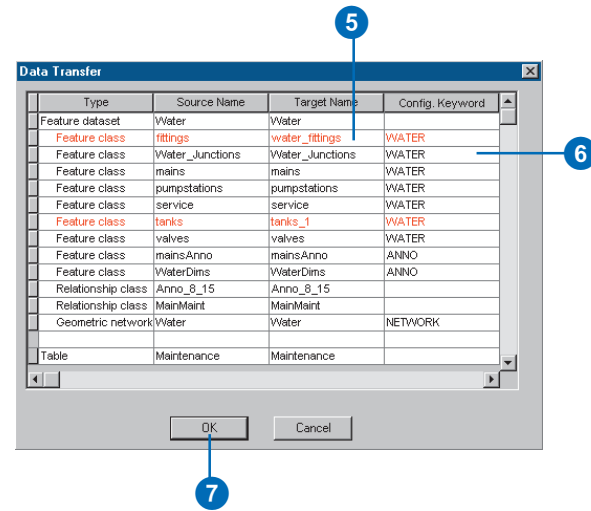 5
Data Transfer
Type Source Name Target Name Config. Keyword
Feature dataset Water Water
Feature class fittings water_fittings WATER
6
Feature class Water_Junctions Water_Junctions WATER
Feature class mains mains WATER
Feature class pumpstations pumpstations WATER
Feature class service service WATER
Feature class tanks tanks_1 WATER
Feature class valves valves WATER
Feature class mainsAnno mainsAnno ANNO
Feature class WaterDims WaterDims ANNO
Relationship class Anno_8_15 Anno_8_15
Relationship class MainMaint MainMaint
Geometric network Water Water NETWORK
Table Maintenance Maintenance
OK Cancel
7